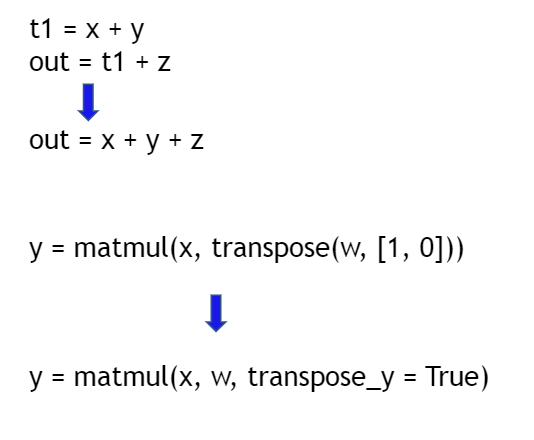 t1 = x + y
out = t1 + z
out = x + y + z
y = matmul(x, transpose(w, [1, 0]))
y = matmul(x, w, transpose_y = True)